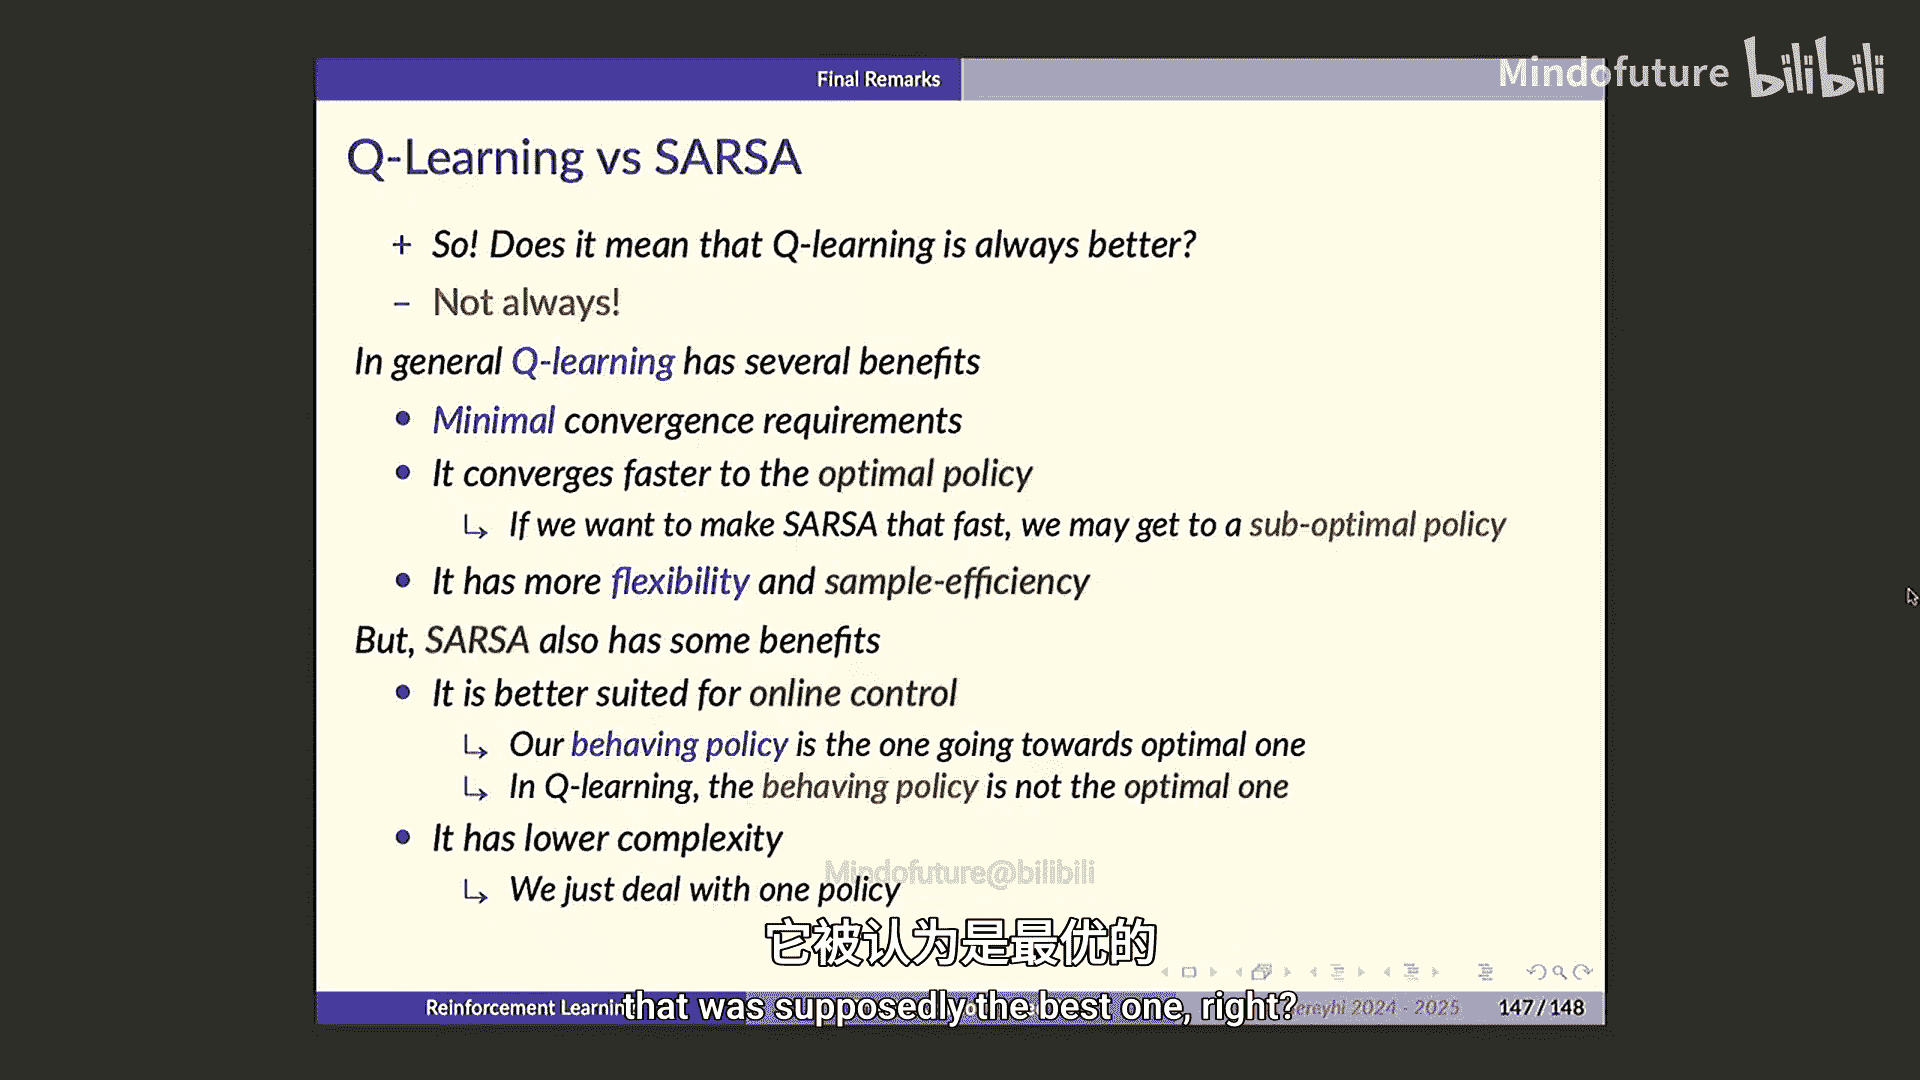 Final Remarks
Mindofuture bilibili
Q-Learning vs SARSA
+ So! Does it mean that Q-learning is always better?
– Not always!
In general Q-learning has several benefits
• Minimal convergence requirements
• It converges faster to the optimal policy
↳ If we want to make SARSA that fast, we may get to a sub-optimal policy
• It has more flexibility and sample-efficiency
But, SARSA also has some benefits
• It is better suited for online control
↳ Our behaving policy is the one going towards optimal one
↳ In Q-learning, the behaving policy is not the optimal one
• It has lower complexity
Mindofuture@bilibili
↳ We just deal with one policy
它被认为是最优的
Reinforcement
that was supposedly the best one, right?
2024 - 2025
147 / 148